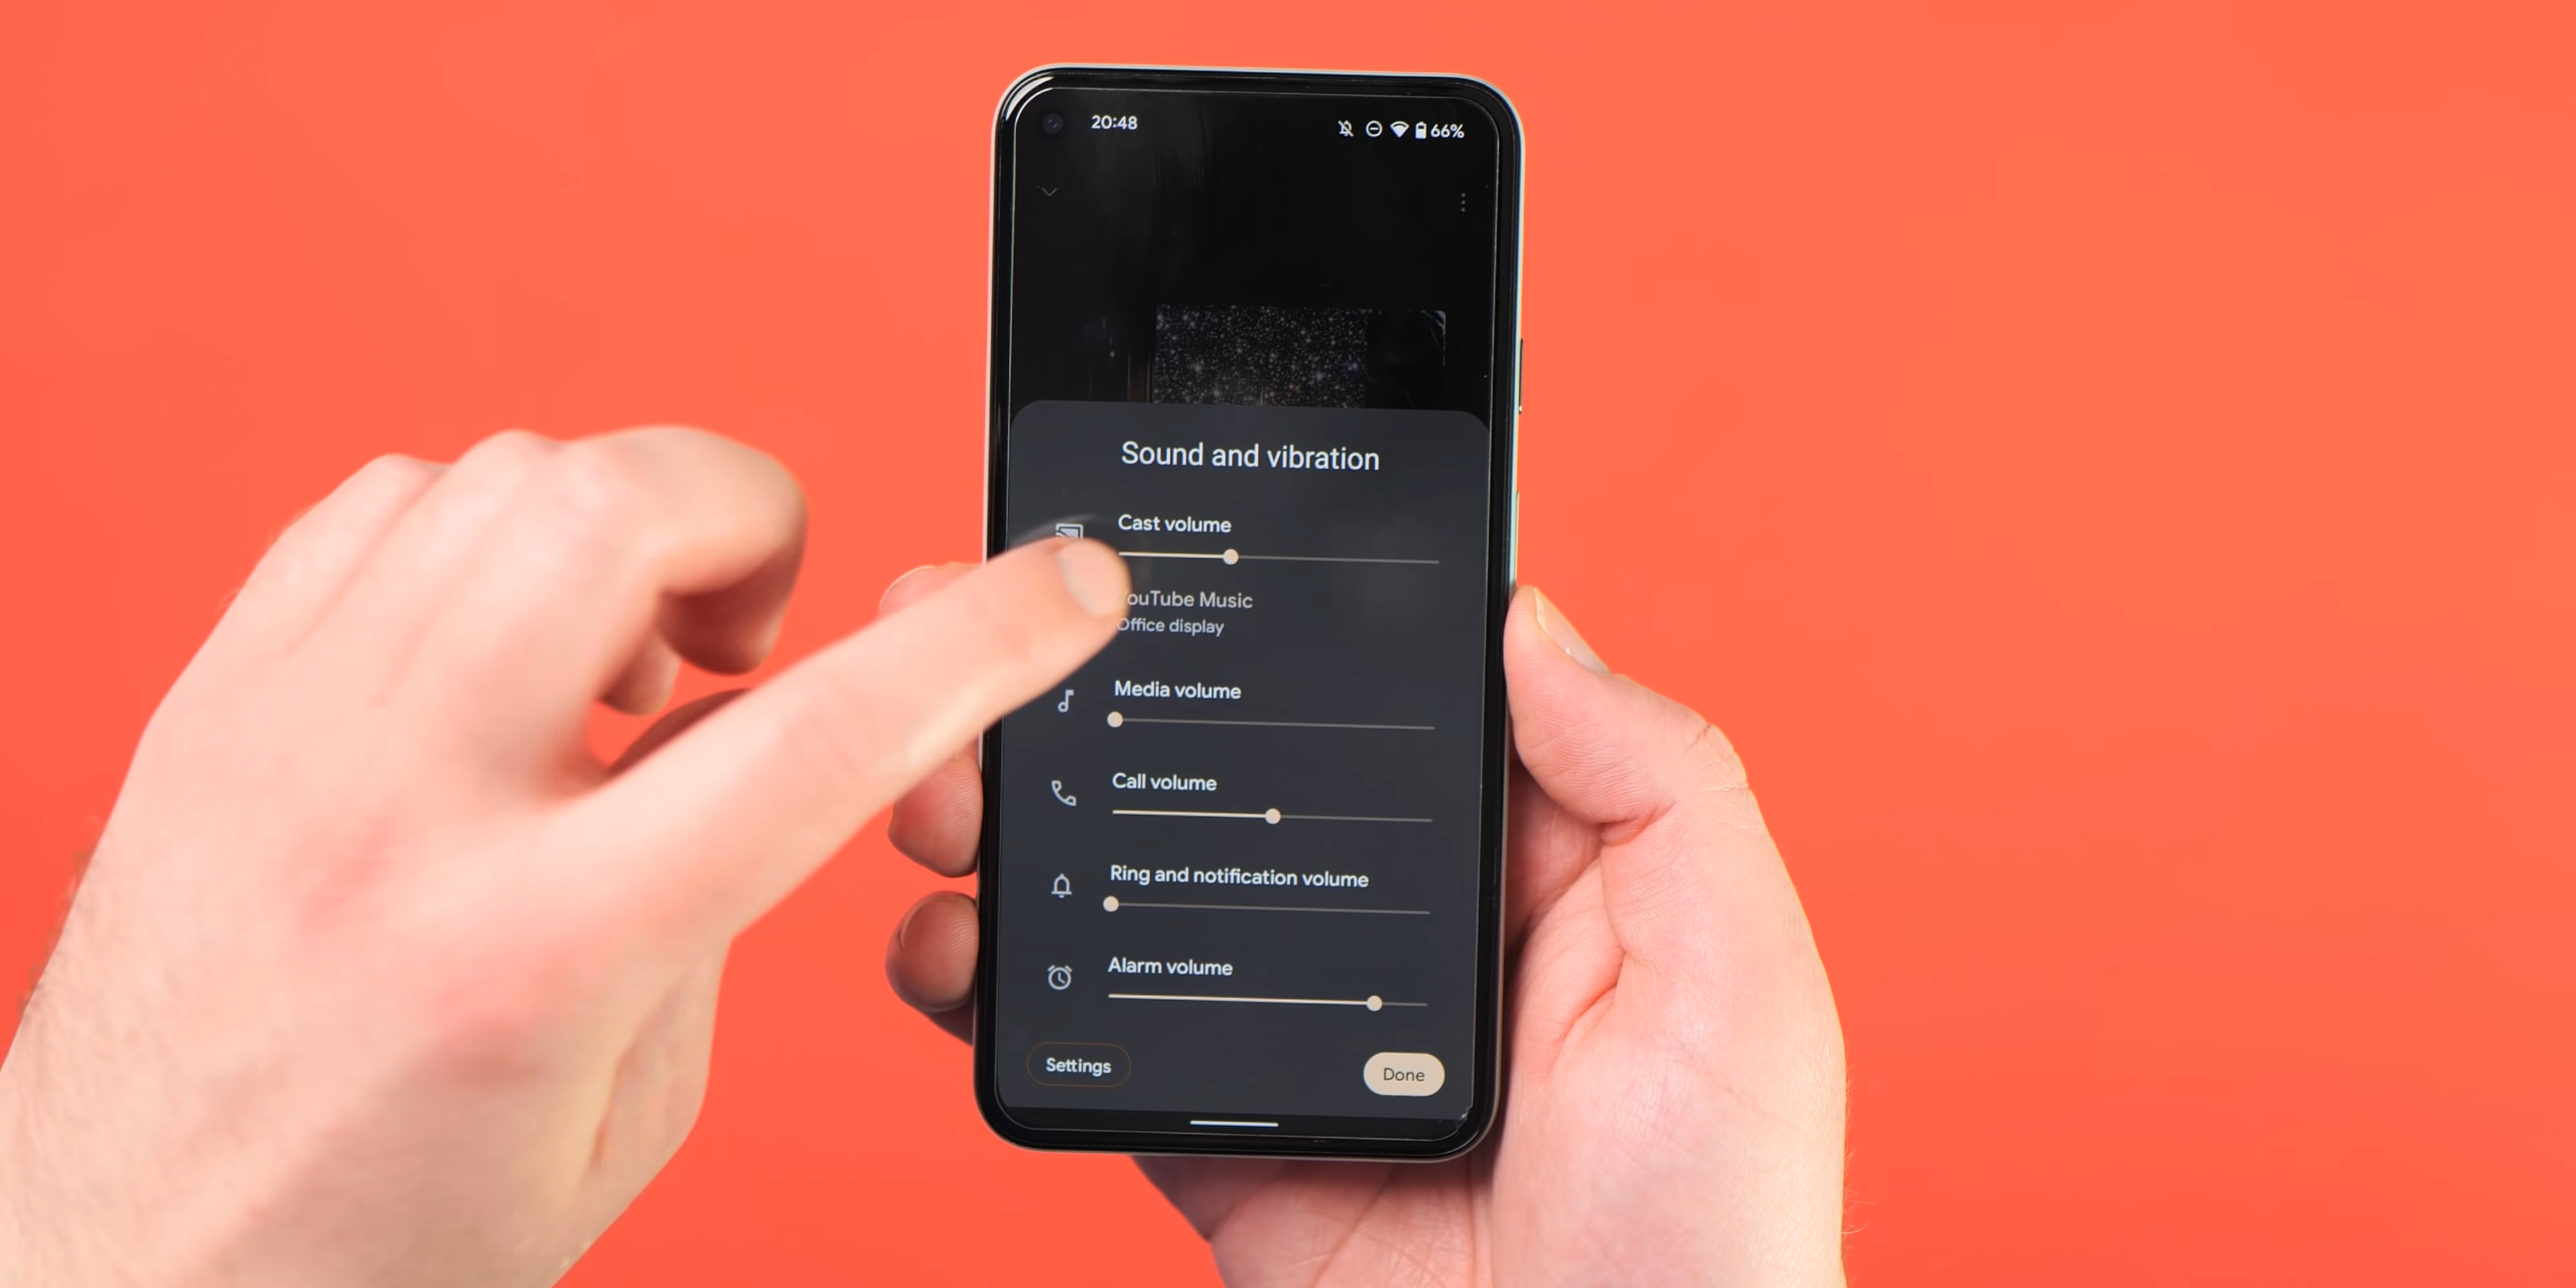 20:48 66%
Sound and vibration
Cast volume
ouTube Music
Office display
Media volume
Call volume
Ring and notification volume
Alarm volume
Settings Done